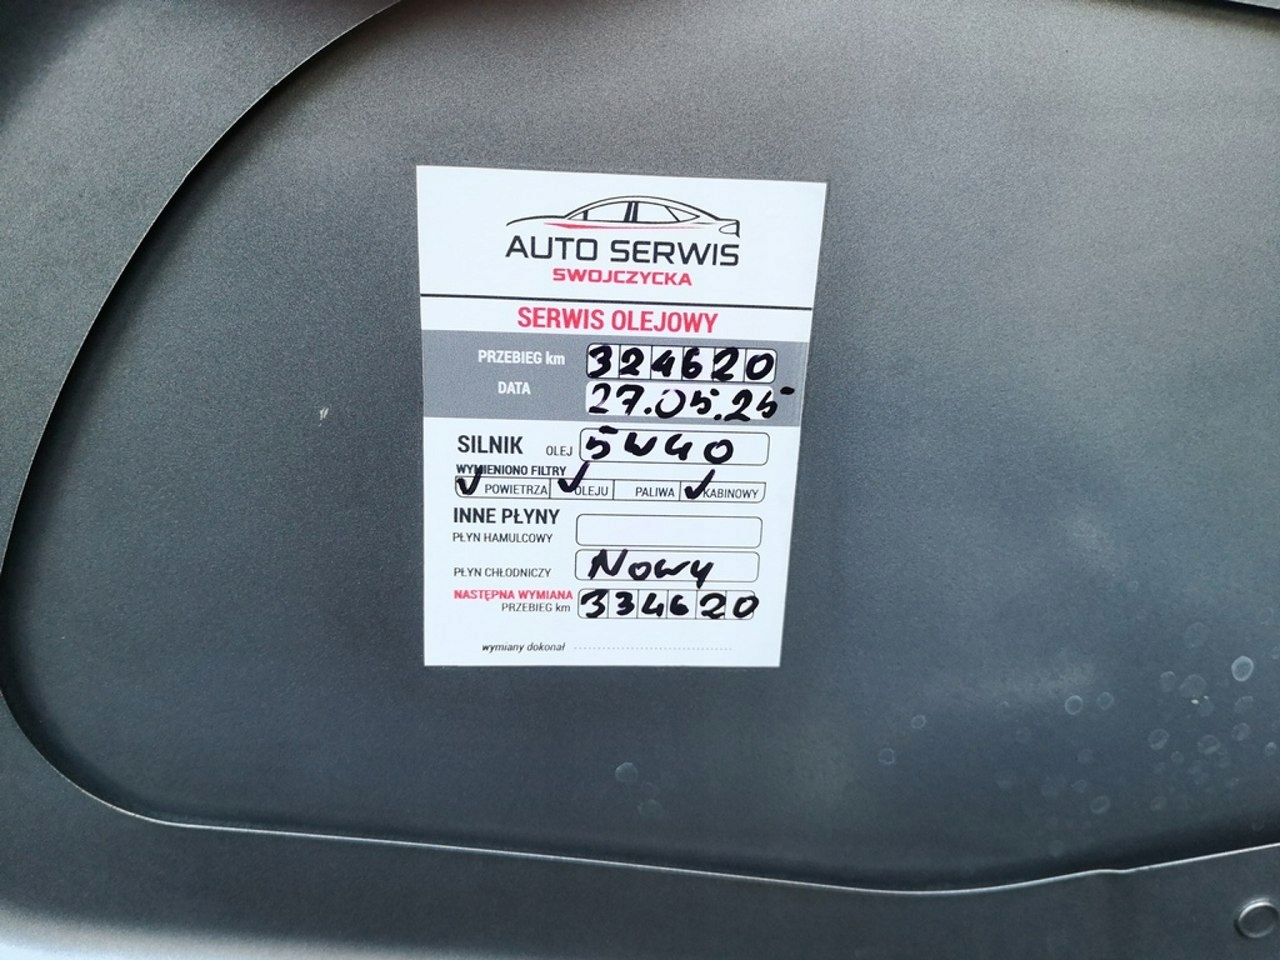 AUTO SERWIS
SWOJCZYCKA
SERWIS OLEJOWY
PRZEBIEG km 324620
DATA 27.05.25
SILNIK OLEJ 5W40
WYMIENIONO FILTRY
✓ POWIETRZA ✓ OLEJU PALIWA ✓ KABINOWY
INNE PŁYNY
PŁYN HAMULCOWY
PŁYN CHŁODNICZY Nowy
NASTĘPNA WYMIANA
PRZEBIEG km 334620
wymiany dokonał